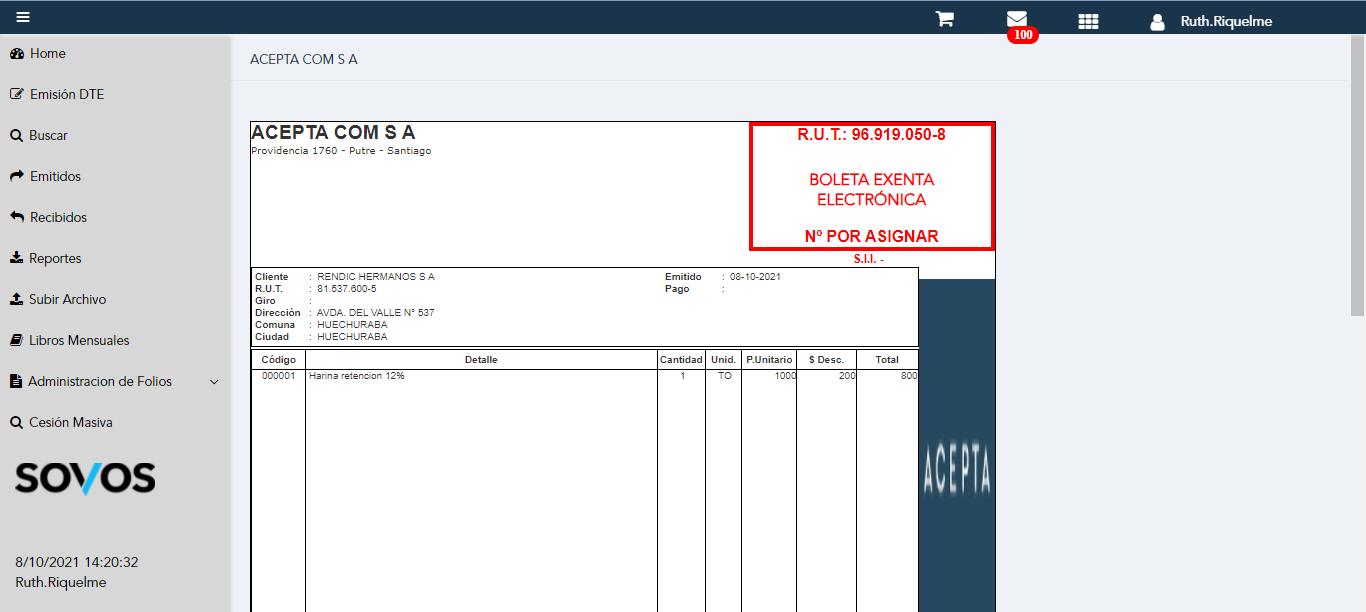 Ruth.Riquelme
100
Home
Emisión DTE
Buscar
Emitidos
Recibidos
Reportes
Subir Archivo
Libros Mensuales
Administracion de Folios
Cesión Masiva
SOVOS
8/10/2021 14:20:32
Ruth.Riquelme
ACEPTA COM S A
ACEPTA COM S A
Providencia 1760 - Putre - Santiago
R.U.T.: 96.919.050-8
BOLETA EXENTA
ELECTRÓNICA
Nº POR ASIGNAR
S.I.I. -
Cliente : RENDIC HERMANOS S A Emitido : 08-10-2021
R.U.T. : 81.537.600-5 Pago :
Giro :
Dirección : AVDA. DEL VALLE N° 537
Comuna : HUECHURABA
Ciudad : HUECHURABA
Código Detalle Cantidad Unid. P.Unitario $ Desc. Total
000001 Harina retencion 12% 1 TO 1000 200 800
ACEPTA